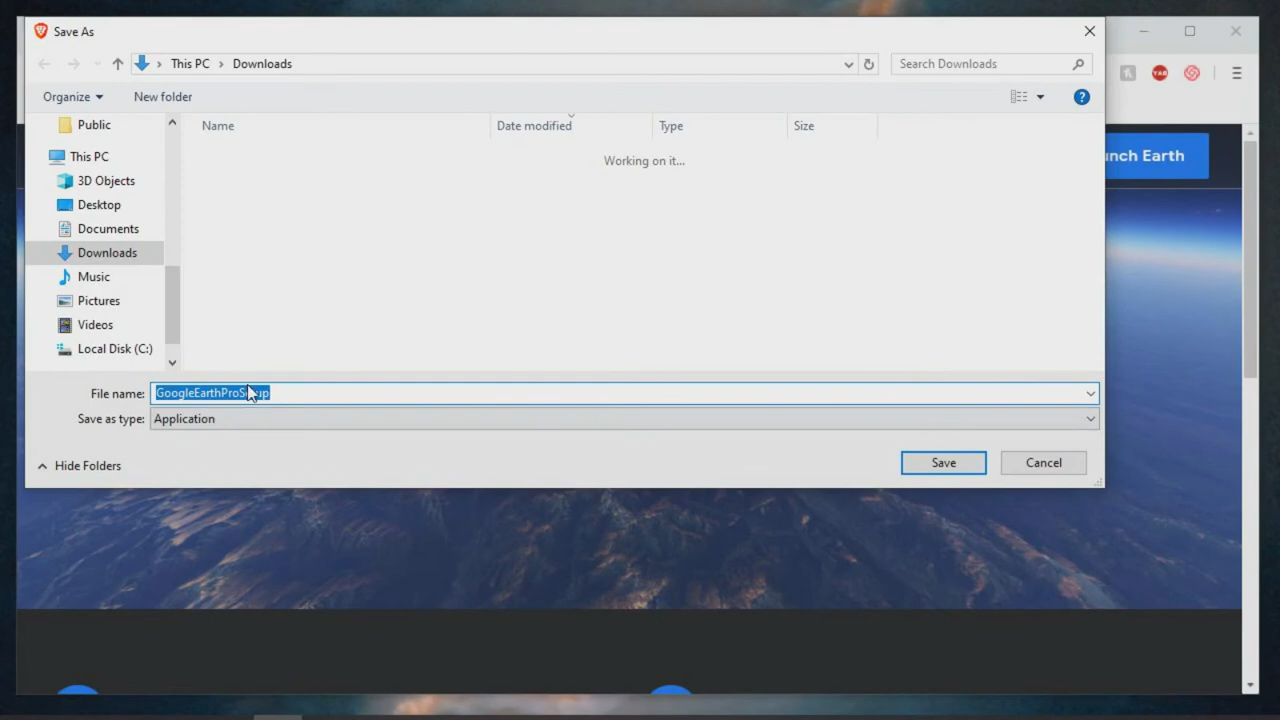 Save As
This PC > Downloads
Search Downloads
Organize
New folder
?
Public
This PC
3D Objects
Desktop
Documents
Downloads
Music
Pictures
Videos
Local Disk (C:)
Name
Date modified
Type
Size
Working on it...
unch Earth
File name:
Save as type: Application
Hide Folders
Save
Cancel